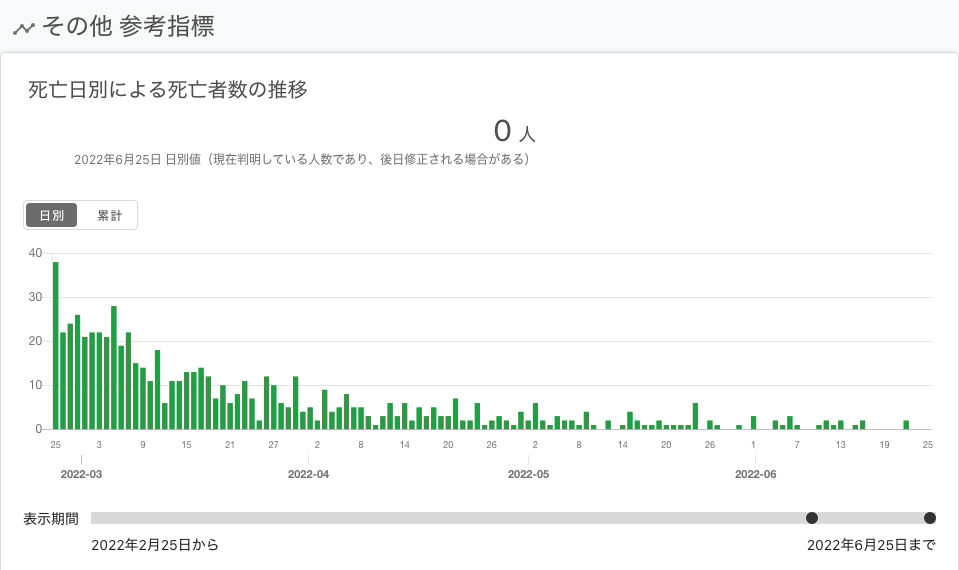 その他 参考指標
死亡日別による死亡者数の推移
0 人
2022年6月25日 日別値（現在判明している人数であり、後日修正される場合がある）
日別 累計
40
30
20
10
0
25 3 9 15 21 27 2 8 14 20 26 2 8 14 20 26 1 7 13 19 25
2022-03 2022-04 2022-05 2022-06
表示期間
2022年2月25日から 2022年6月25日まで